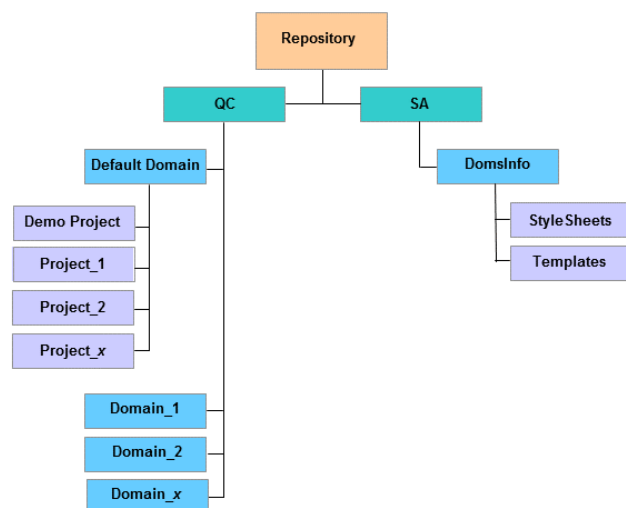 Repository
QC
SA
Default Domain
DomsInfo
Demo Project
StyleSheets
Project_1
Templates
Project_2
Project_x
Domain_1
Domain_2
Domain_x